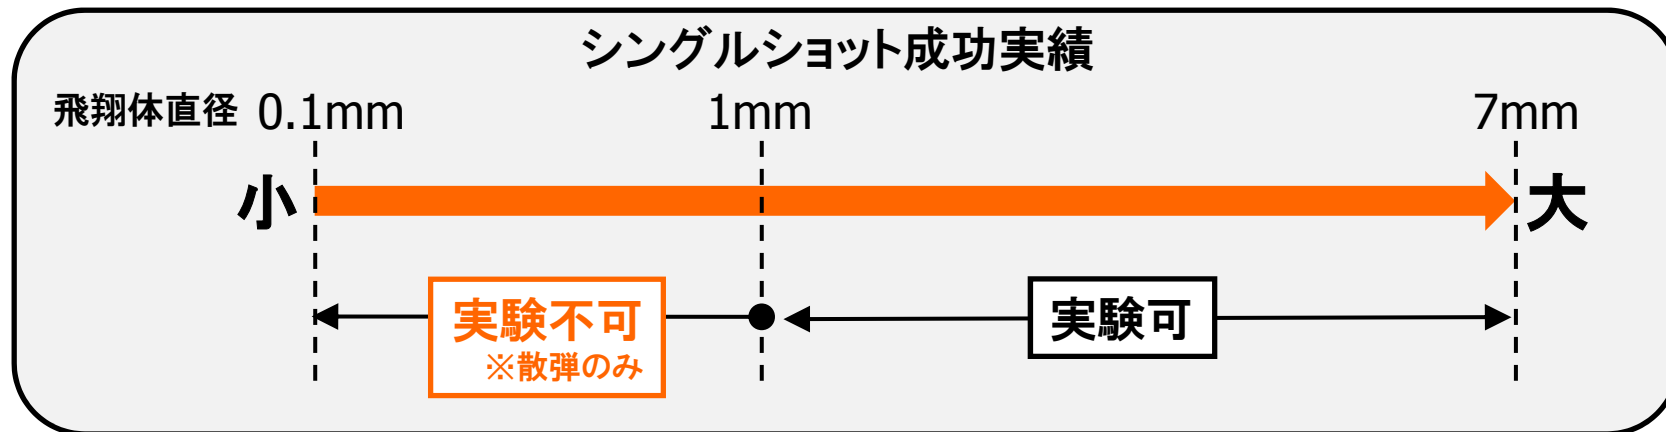 シングルショット成功実績
飛翔体直径 0.1mm 1mm 7mm
小 大
実験不可 実験可
※散弾のみ